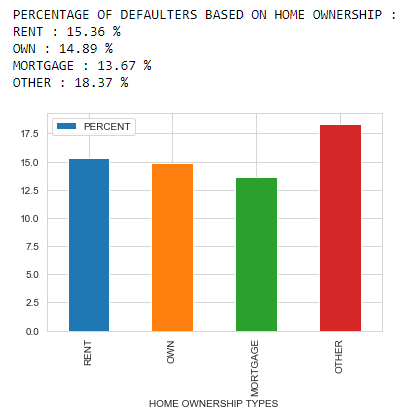 PERCENTAGE OF DEFAULTERS BASED ON HOME OWNERSHIP :
RENT : 15.36 %
OWN : 14.89 %
MORTGAGE : 13.67 %
OTHER : 18.37 %
PERCENT
17.5
15.0
12.5
10.0
7.5
5.0
2.5
0.0
RENT
OWN
MORTGAGE
OTHER
HOME OWNERSHIP TYPES